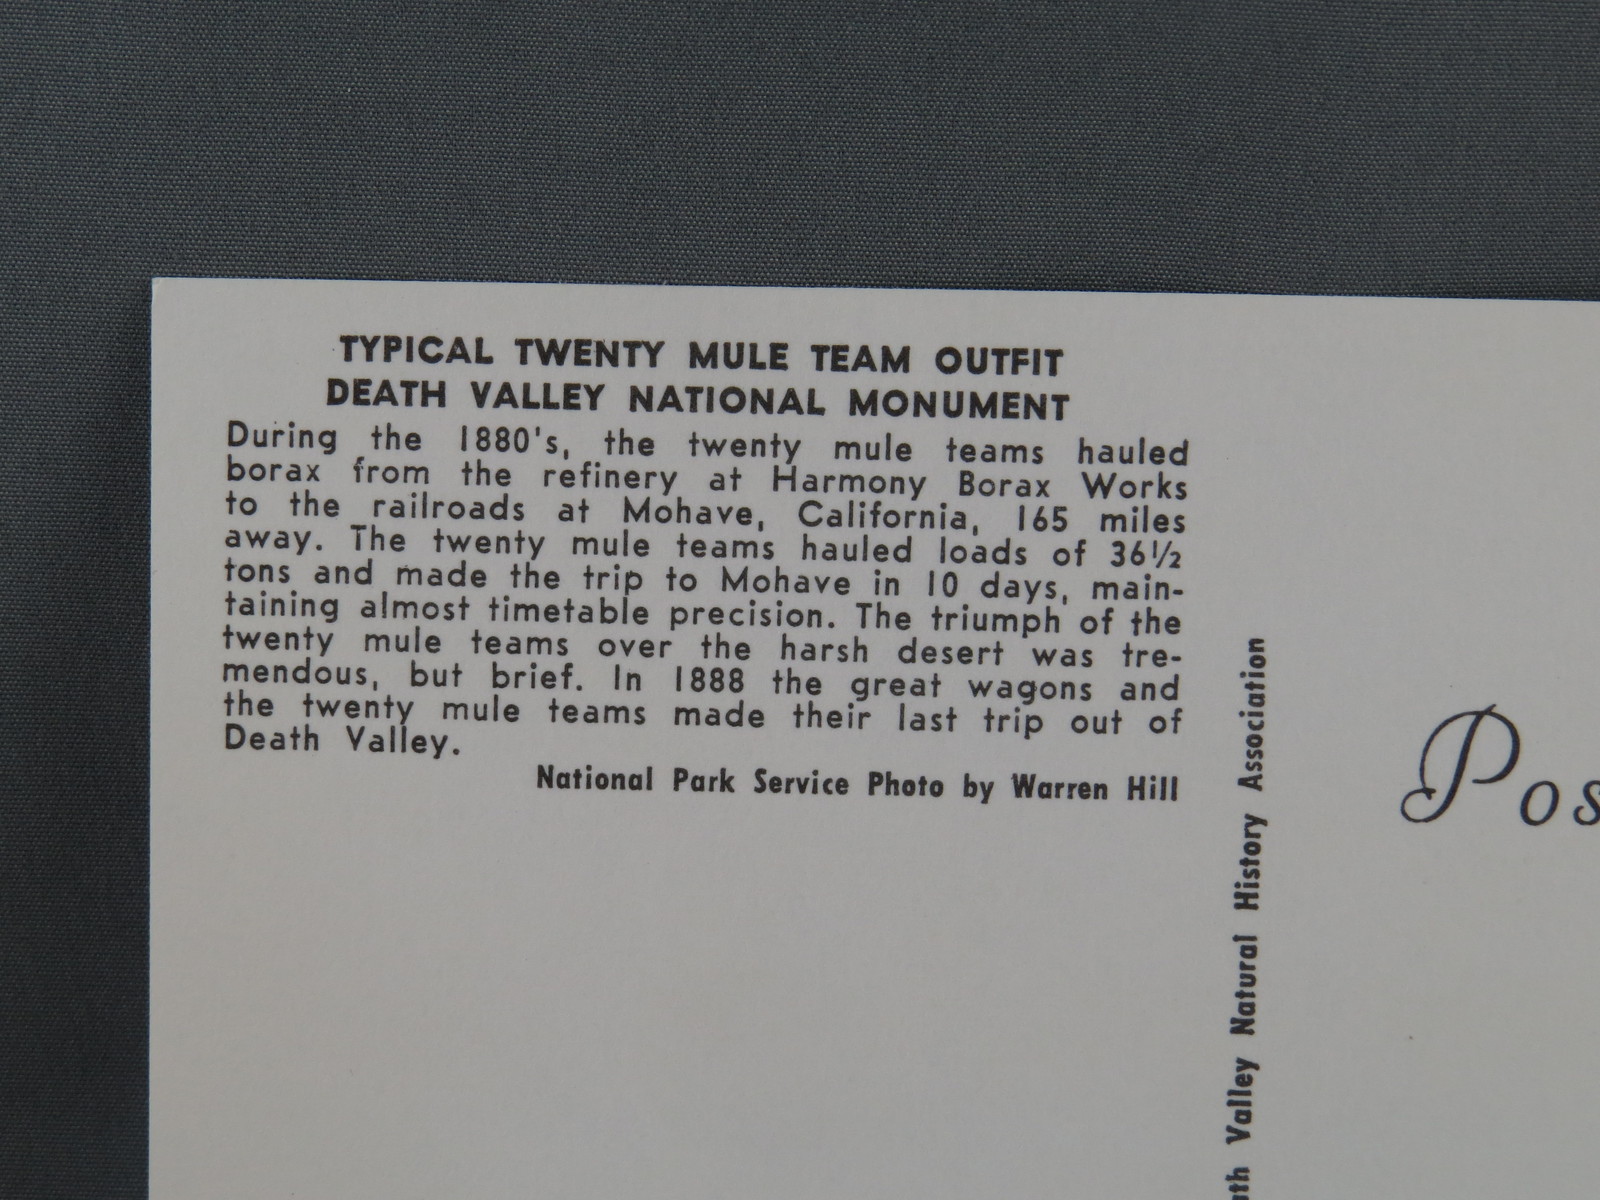 TYPICAL TWENTY MULE TEAM OUTFIT
DEATH VALLEY NATIONAL MONUMENT
During the 1880's, the twenty mule teams hauled
borax from the refinery at Harmony Borax Works
to the railroads at Mohave, California, 165 miles
away. The twenty mule teams hauled loads of 36½
tons and made the trip to Mohave in 10 days, main-
taining almost timetable precision. The triumph of the
twenty mule teams over the harsh desert was tre-
mendous, but brief. In 1888 the great wagons and
the twenty mule teams made their last trip out of
Death Valley.
National Park Service Photo by Warren Hill
Valley Natural History Association